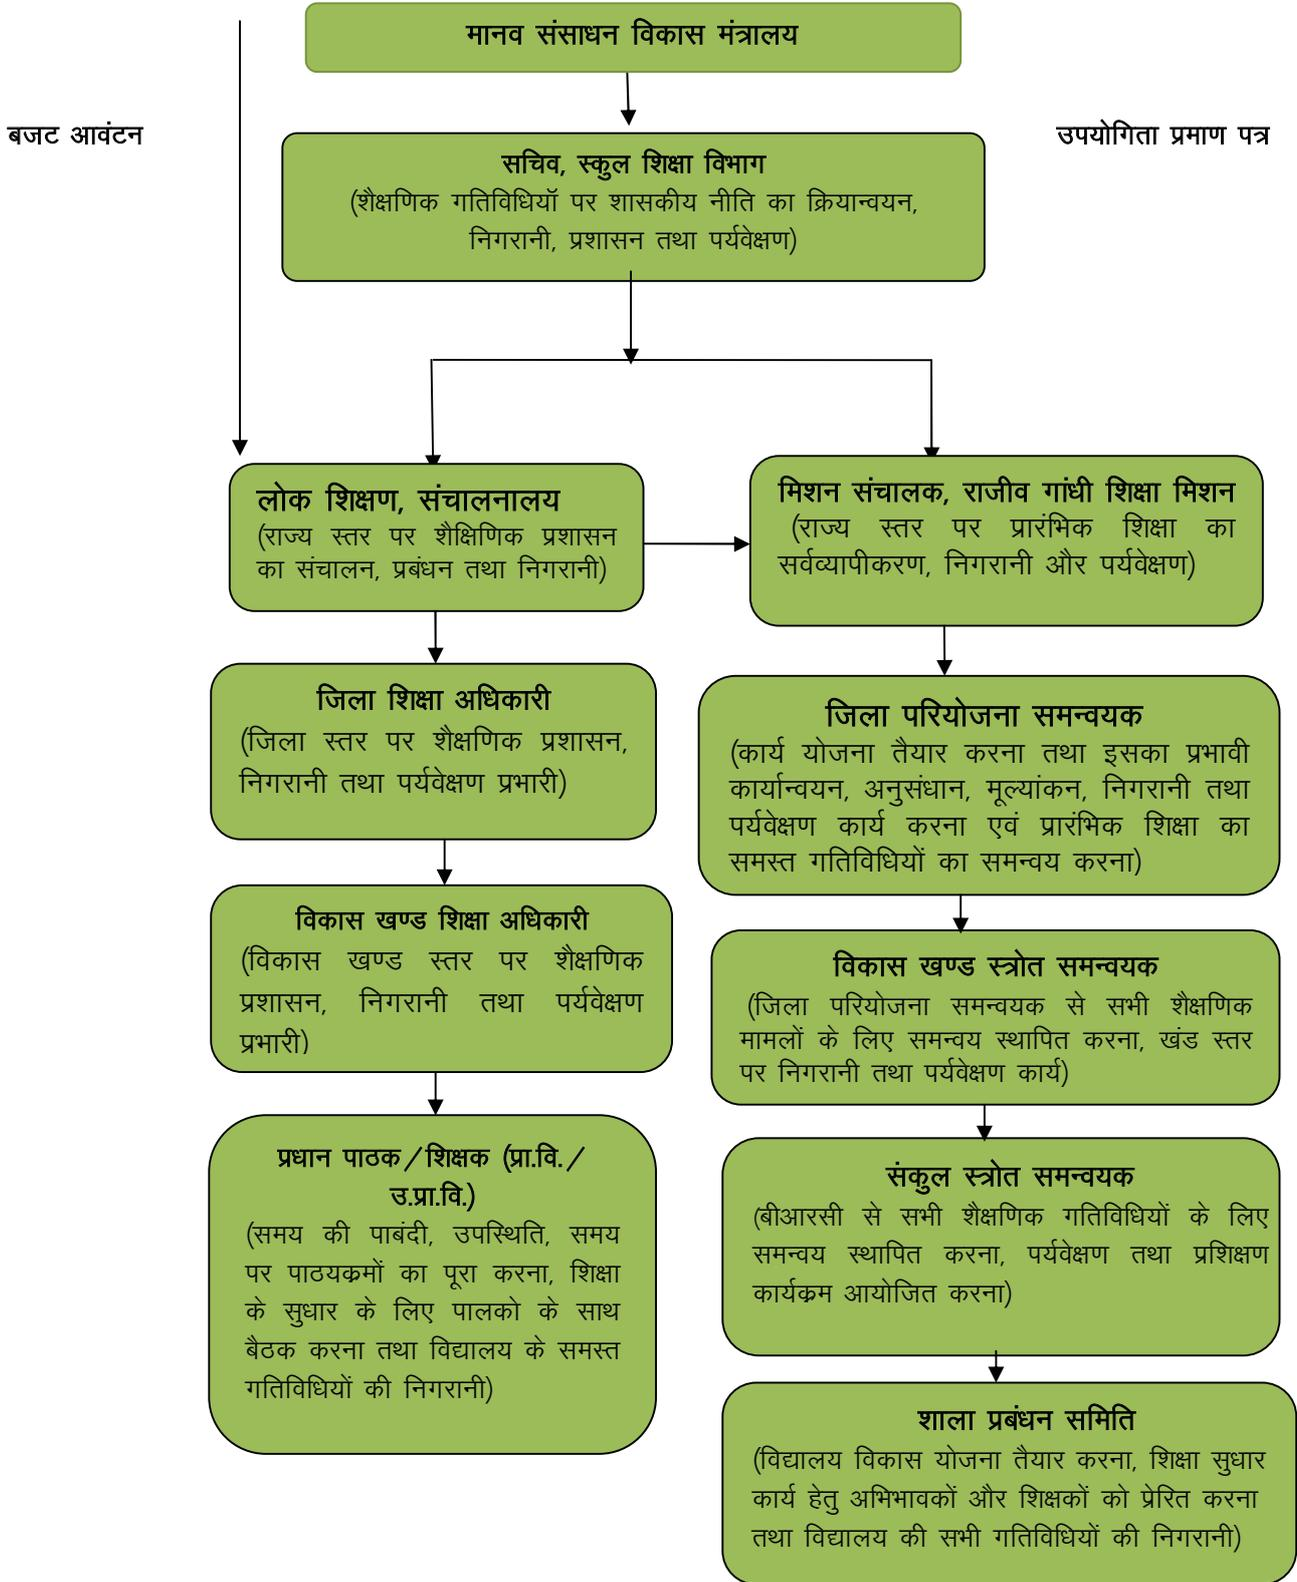 मानव संसाधन विकास मंत्रालय
बजट आवंटन
उपयोगिता प्रमाण पत्र
सचिव, स्कुल शिक्षा विभाग
(शैक्षणिक गतिविधियॉ पर शासकीय नीति का क्रियान्वयन,
निगरानी, प्रशासन तथा पर्यवेक्षण)
लोक शिक्षण, संचालनालय
(राज्य स्तर पर शैक्षिणिक प्रशासन
का संचालन, प्रबंधन तथा निगरानी)
मिशन संचालक, राजीव गांधी शिक्षा मिशन
(राज्य स्तर पर प्रारंभिक शिक्षा का
सर्वव्यापीकरण, निगरानी और पर्यवेक्षण)
जिला शिक्षा अधिकारी
(जिला स्तर पर शैक्षणिक प्रशासन,
निगरानी तथा पर्यवेक्षण प्रभारी)
जिला परियोजना समन्वयक
(कार्य योजना तैयार करना तथा इसका प्रभावी
कार्यान्वयन, अनुसंधान, मूल्यांकन, निगरानी तथा
पर्यवेक्षण कार्य करना एवं प्रारंभिक शिक्षा का
समस्त गतिविधियों का समन्वय करना)
विकास खण्ड शिक्षा अधिकारी
(विकास खण्ड स्तर पर शैक्षणिक
प्रशासन, निगरानी तथा पर्यवेक्षण
प्रभारी)
विकास खण्ड स्त्रोत समन्वयक
(जिला परियोजना समन्वयक से सभी शैक्षणिक
मामलों के लिए समन्वय स्थापित करना, खंड स्तर
पर निगरानी तथा पर्यवेक्षण कार्य)
प्रधान पाठक/शिक्षक (प्रा.वि./
उ.प्रा.वि.)
(समय की पाबंदी, उपस्थिति, समय
पर पाठयक्रमों का पूरा करना, शिक्षा
के सुधार के लिए पालको के साथ
बैठक करना तथा विद्यालय के समस्त
गतिविधियों की निगरानी)
संकुल स्त्रोत समन्वयक
(बीआरसी से सभी शैक्षणिक गतिविधियों के लिए
समन्वय स्थापित करना, पर्यवेक्षण तथा प्रशिक्षण
कार्यक्रम आयोजित करना)
शाला प्रबंधन समिति
(विद्यालय विकास योजना तैयार करना, शिक्षा सुधार
कार्य हेतु अभिभावकों और शिक्षकों को प्रेरित करना
तथा विद्यालय की सभी गतिविधियों की निगरानी)